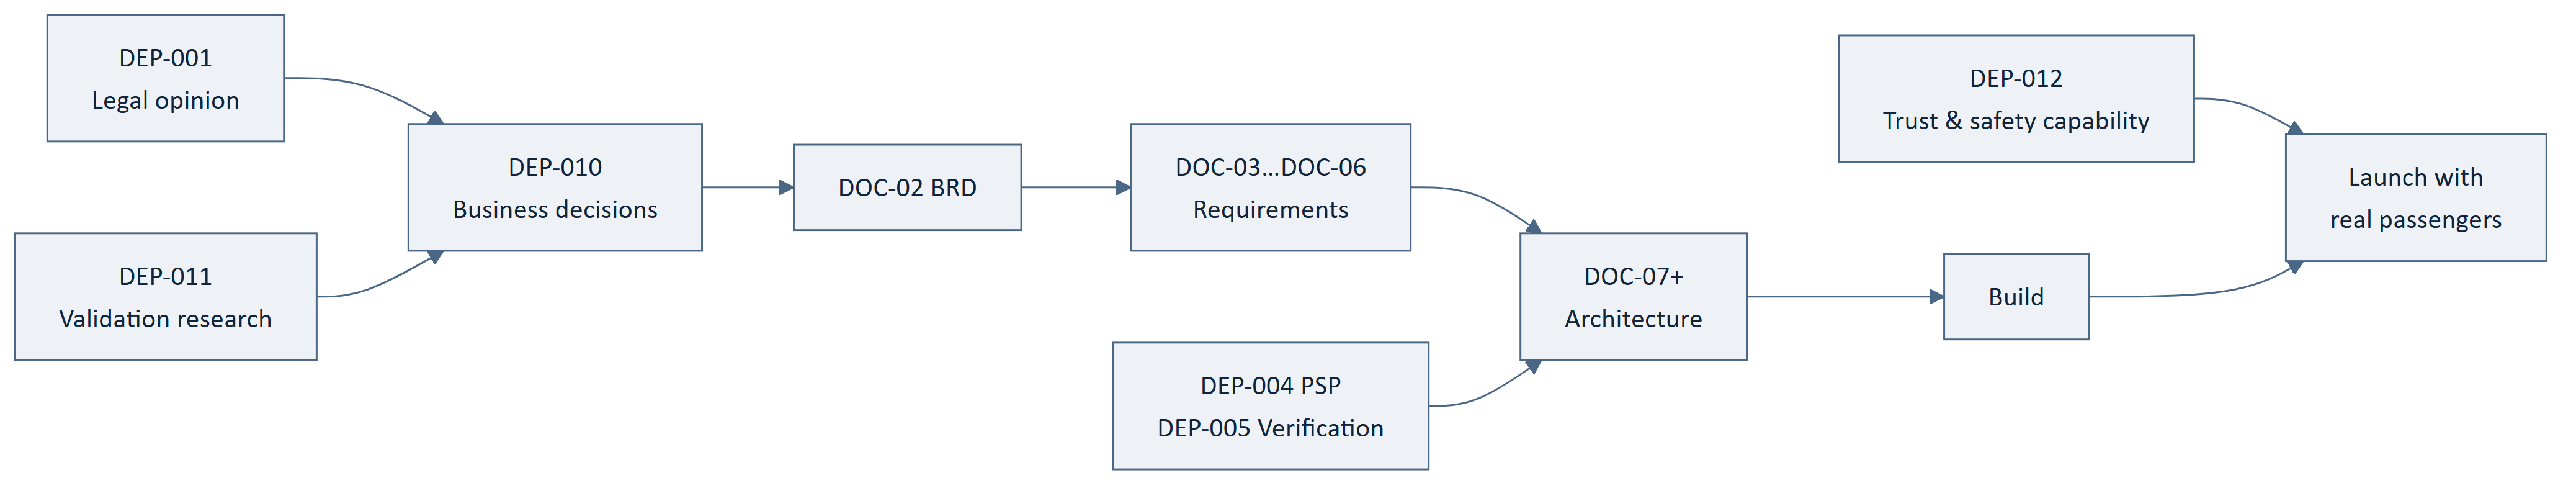 DEP-001
Legal opinion
DEP-011
Validation research
DEP-010
Business decisions
DOC-02 BRD
DOC-03...DOC-06
Requirements
DEP-004 PSP
DEP-005 Verification
DOC-07+
Architecture
Build
DEP-012
Trust & safety capability
Launch with
real passengers